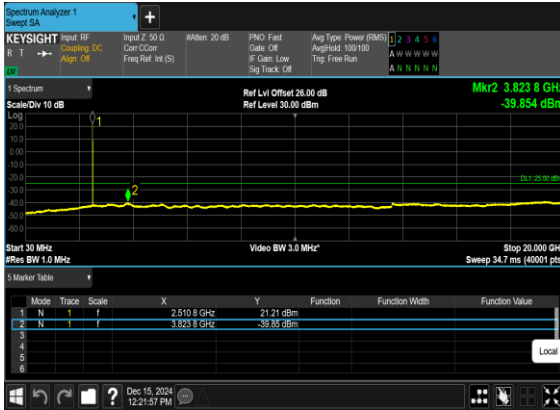 Spectrum Analyzer 1
Swept SA
+
KEYSIGHT
R T
Input: RF
Coupling: DC
Align: Off
Input Z: 50 Ω
Corr CCorr
Freq Ref: Int (S)
#Atten: 20 dB
PNO: Fast
Gate: Off
IF Gain: Low
Sig Track: Off
Avg Type: Power (RMS)
Avg|Hold: 100/100
Trig: Free Run
1 2 3 4 5 6
A W W W W W
A N N N N N
1 Spectrum
Scale/Div 10 dB
Ref Lvl Offset 26.00 dB
Ref Level 30.00 dBm
Mkr2 3.823 8 GHz
-39.854 dBm
Log
20.0
10.0
0.00
-10.0
-20.0
-30.0
-40.0
-50.0
-60.0
1
2
DL1 -25.00 dBm
Start 30 MHz
#Res BW 1.0 MHz
Video BW 3.0 MHz*
Stop 20.000 GH
Sweep 34.7 ms (40001 pts
5 Marker Table
Mode Trace Scale X Y Function Function Width Function Value
1 N 1 f 2.510 8 GHz 21.21 dBm
2 N 1 f 3.823 8 GHz -39.85 dBm
3
4
5
6
Local
?
Dec 15, 2024
12:21:57 PM